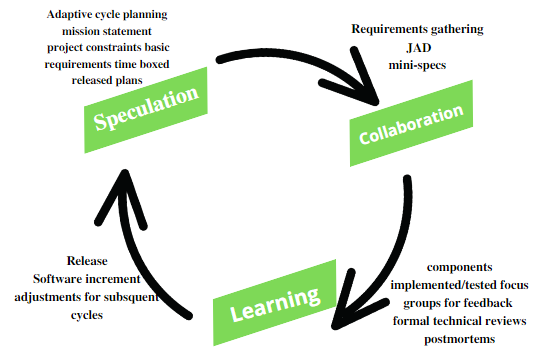 Adaptive cycle planning
mission statement
project constraints basic
requirements time boxed
released plans
Speculation
Requirements gathering
JAD
mini-specs
Collaboration
components
implemented/tested focus
groups for feedback
formal technical reviews
postmortems
Learning
Release
Software increment
adjustments for subsquent
cycles